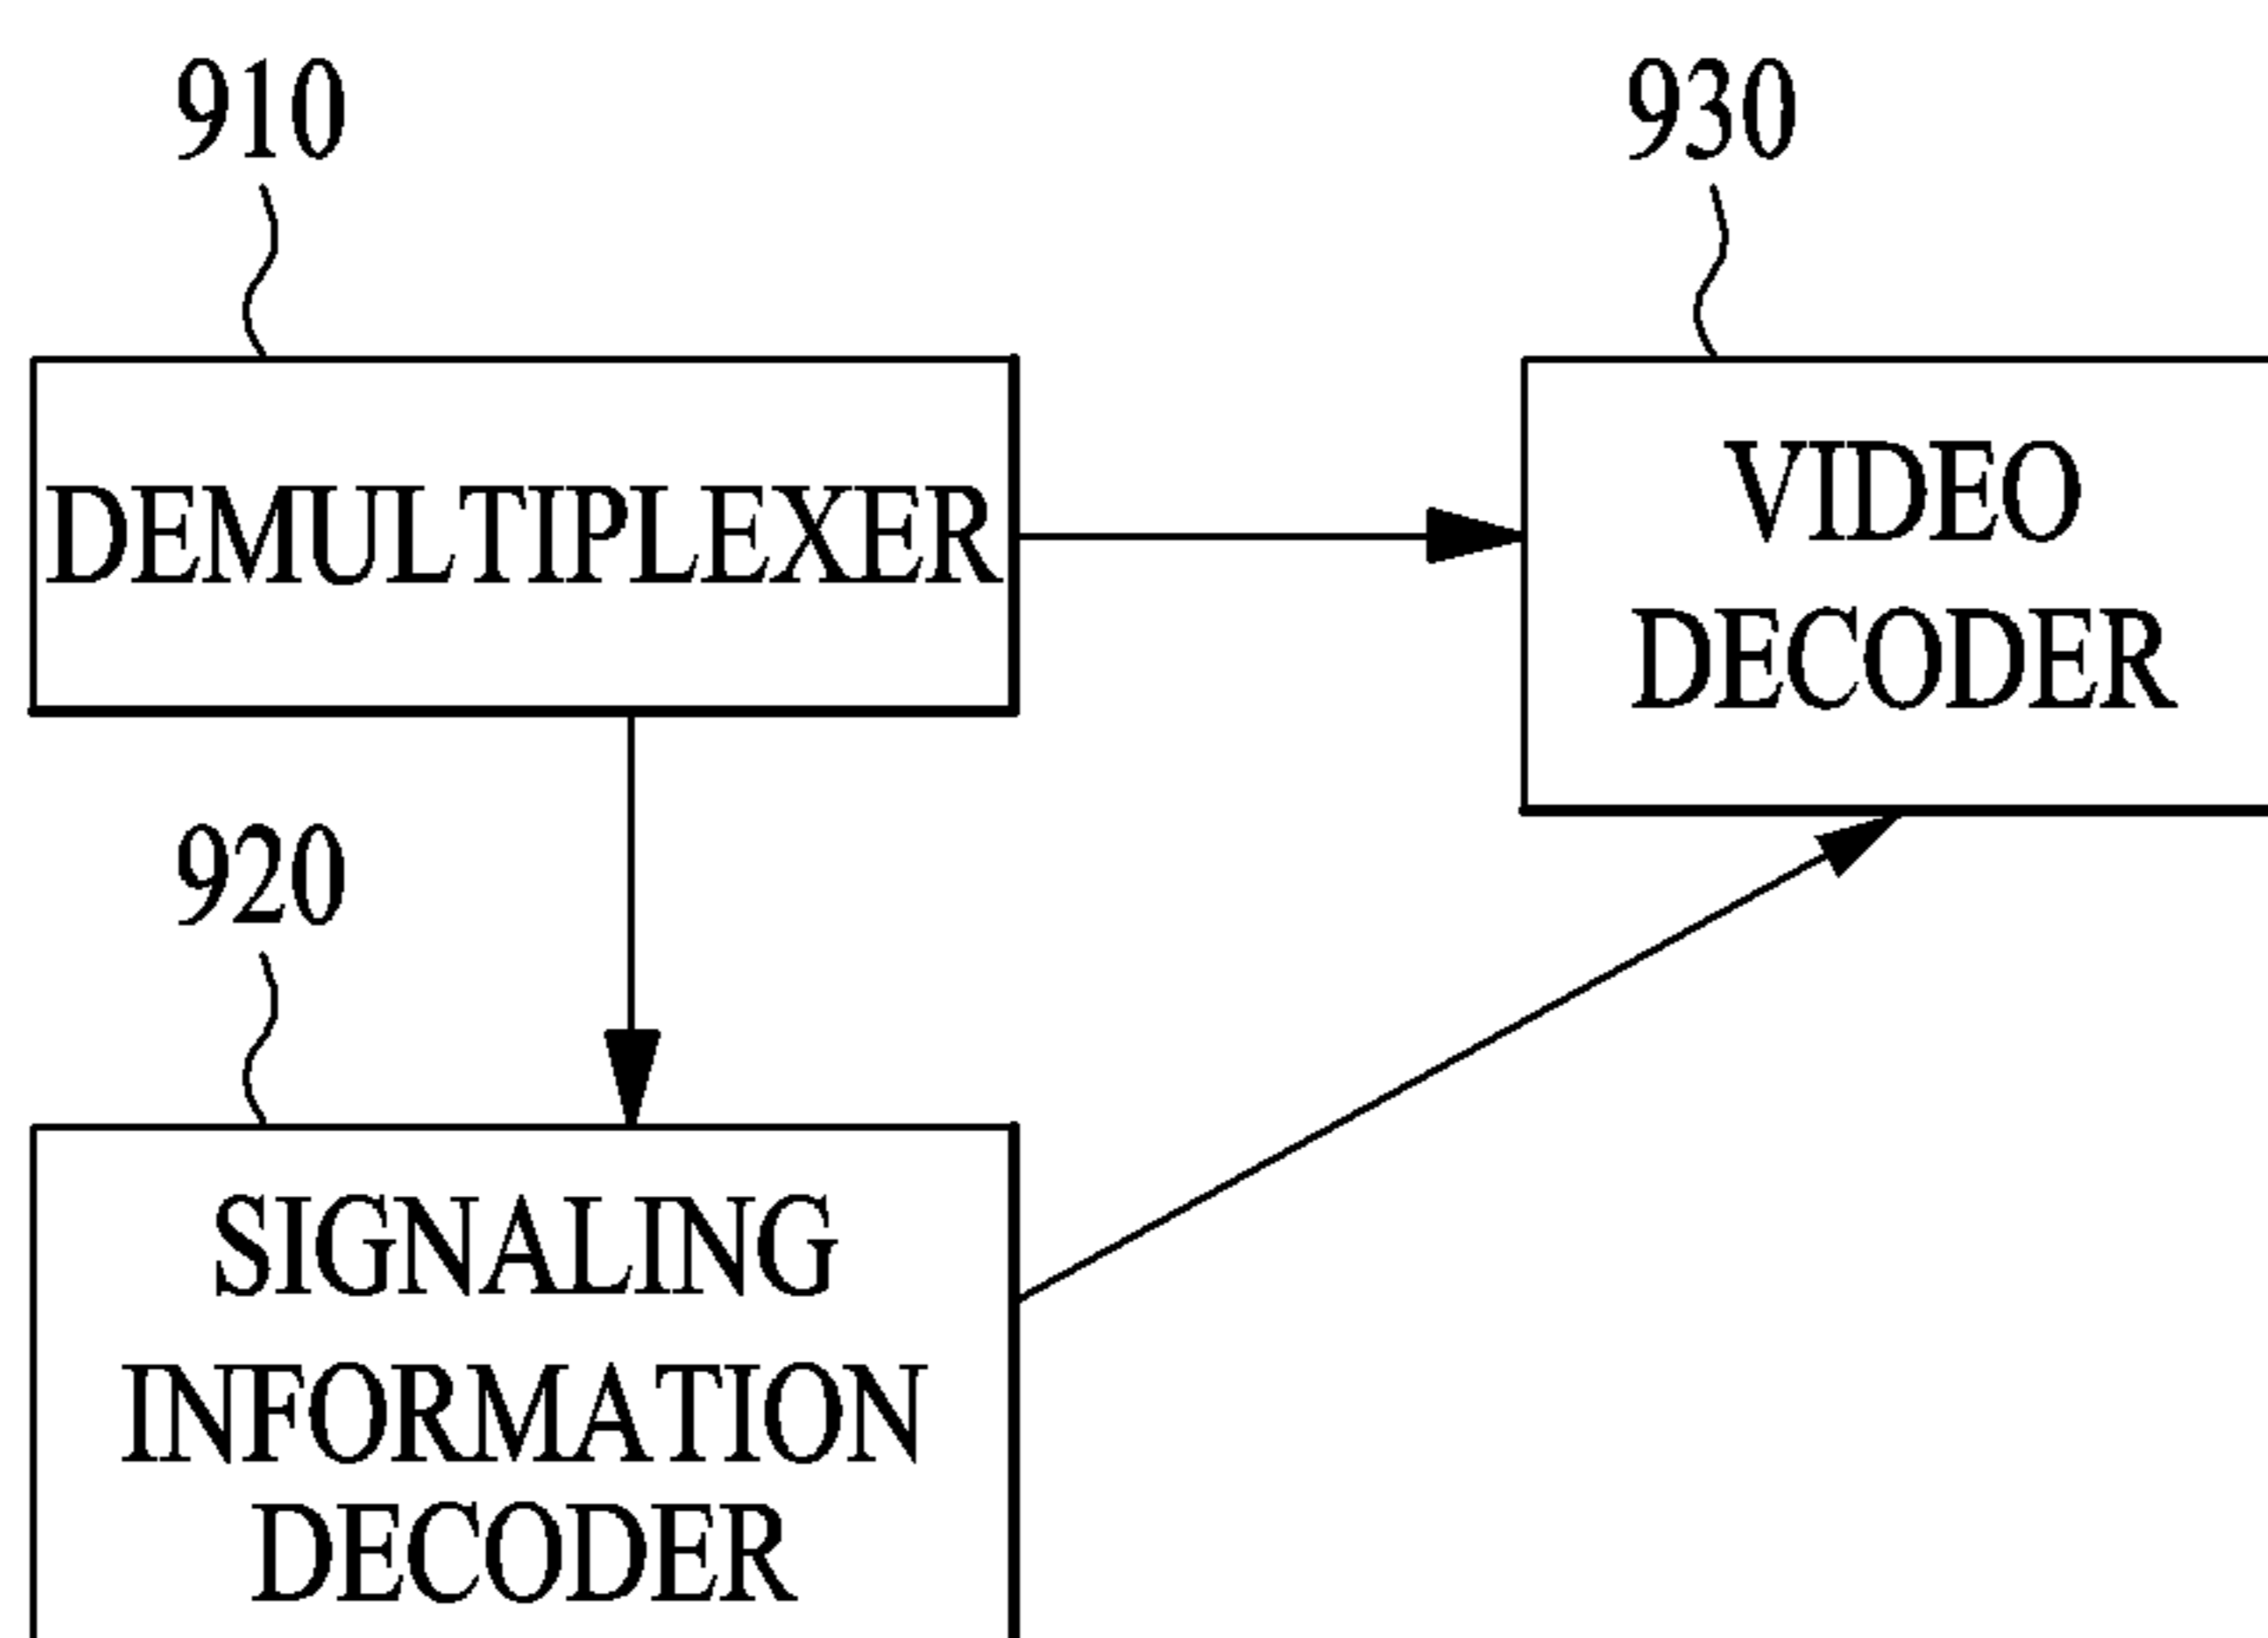 910
DEMULTIPLEXER
930
VIDEO
DECODER
920
SIGNALING
INFORMATION
DECODER